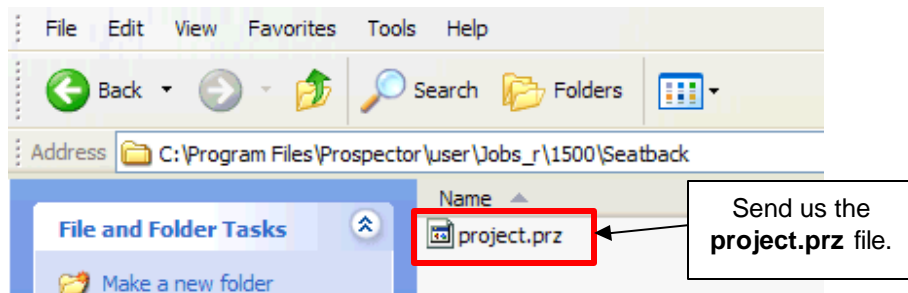 File Edit View Favorites Tools Help
Back Search Folders
Address C:\Program Files\Prospector\user\Jobs_r\1500\Seatback
Name
File and Folder Tasks
project.prz
Send us the
project.prz file.
Make a new folder